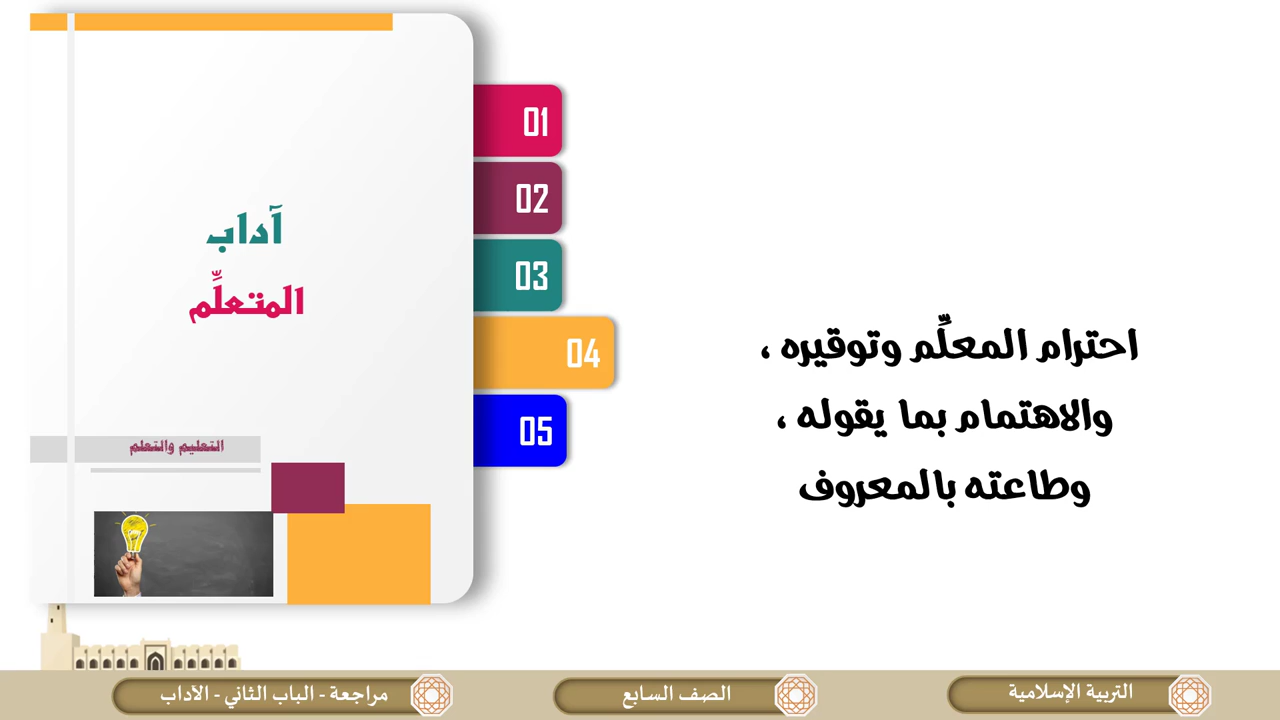 آداب
المتعلِّم
التعليم والتعلم
01
02
03
04
05
احترام المعلِّم وتوقيره ،
والاهتمام بما يقوله ،
وطاعته بالمعروف
التربية الإسلامية
الصف السابع
مراجعة - الباب الثاني - الآداب